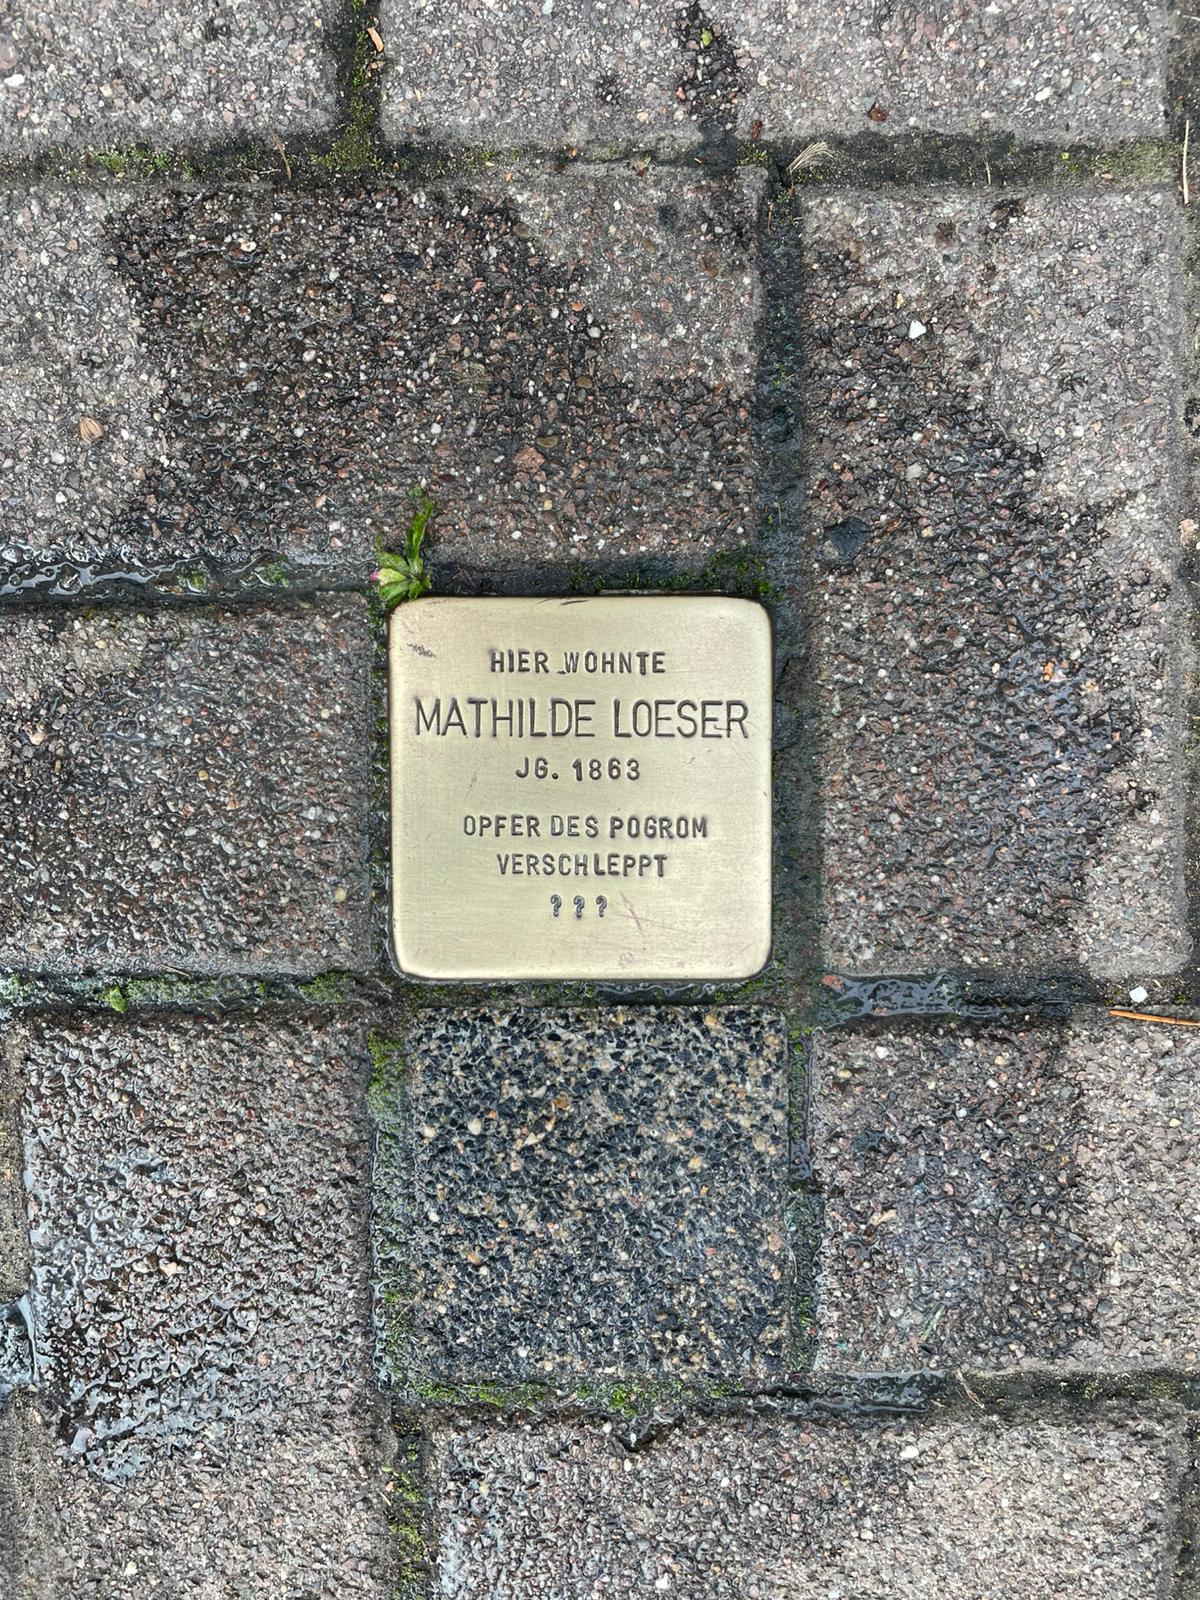 HIER WOHNTE
MATHILDE LOESER
JG. 1863
OPFER DES POGROM
VERSCHLEPPT
? ? ?